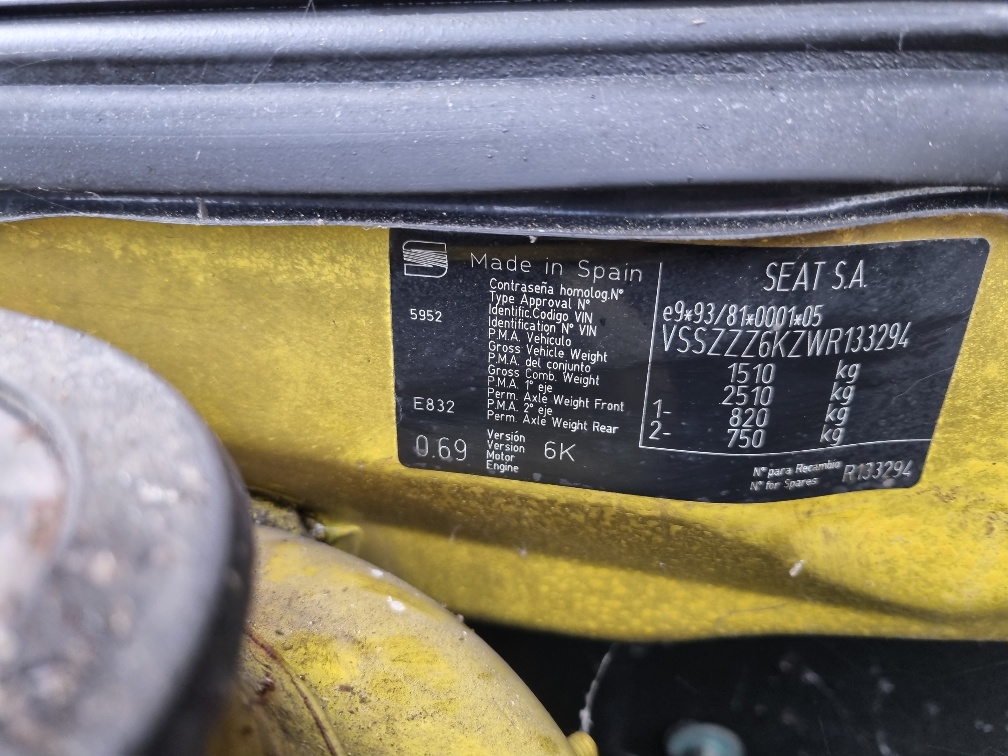 Made in Spain
SEAT S.A.
Contraseña homolog.Nº
Type Approval Nº
e9*93/81*0001*05
5952
Identific.Codigo VIN
Identification Nº VIN
VSSZZZ6KZWR133294
P.M.A. Vehículo
Gross Vehicle Weight
1510 kg
P.M.A. del conjunto
Gross Comb. Weight
2510 kg
E832
P.M.A. 1º eje
Perm. Axle Weight Front
1- 820 kg
P.M.A. 2º eje
Perm. Axle Weight Rear
2- 750 kg
0.69
Versión
Version
6K
Motor
Engine
Nº para Recambio
Nº for Spares
R133294